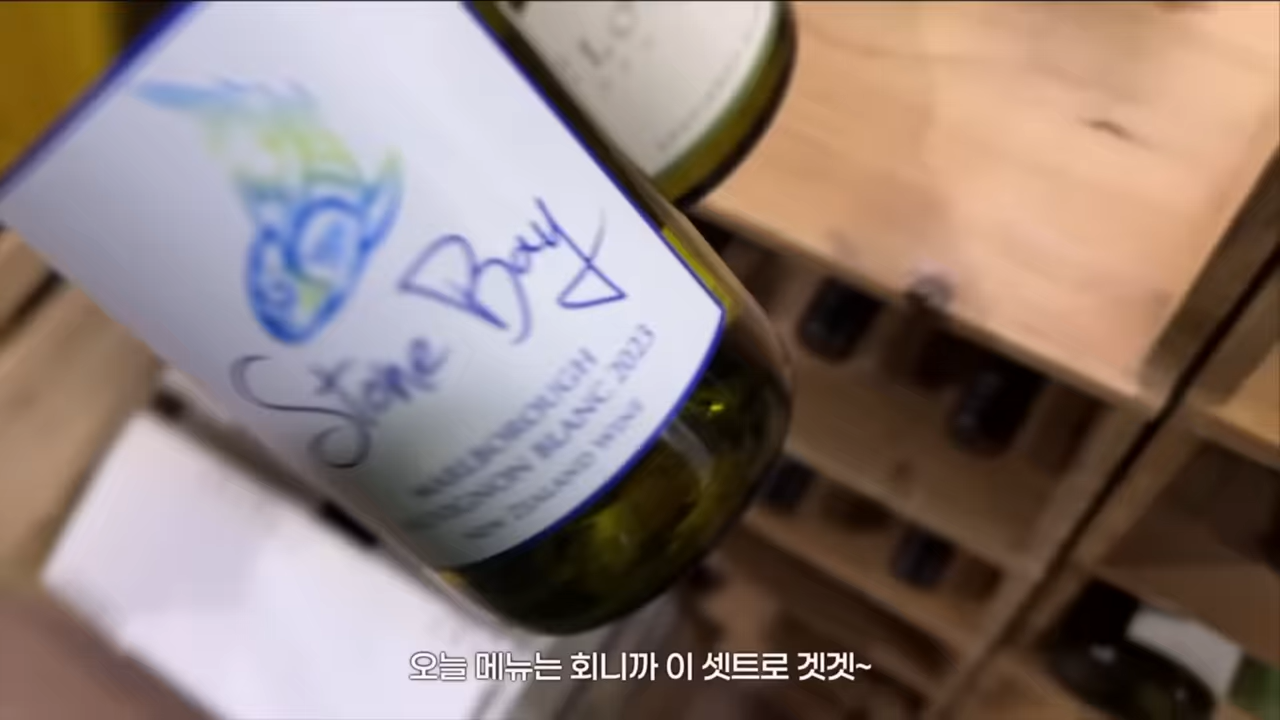 Stone Bay
MARLBOROUGH
SAUVIGNON BLANC 2023
NEW ZEALAND WINE
오늘 메뉴는 회니까 이 셋트로 겟겟~